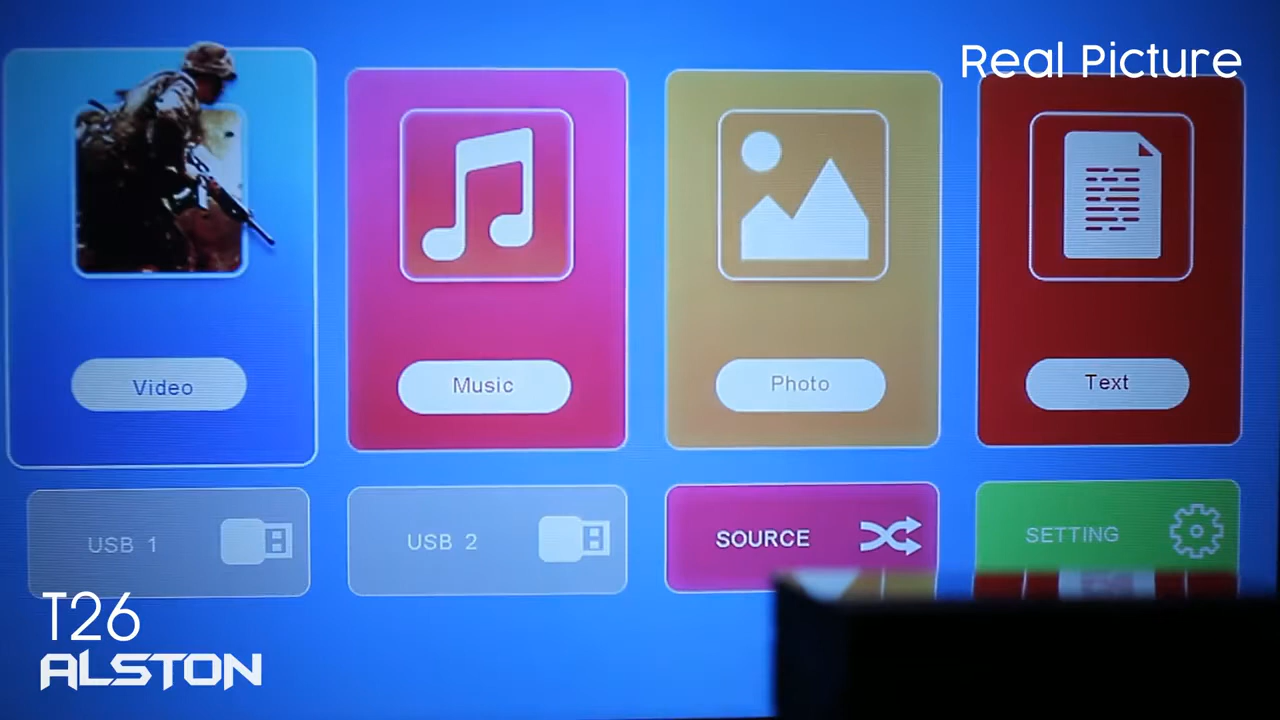 Real Picture
Video
Music
Photo
Text
USB 1
USB 2
SOURCE
SETTING
T26
ALSTON